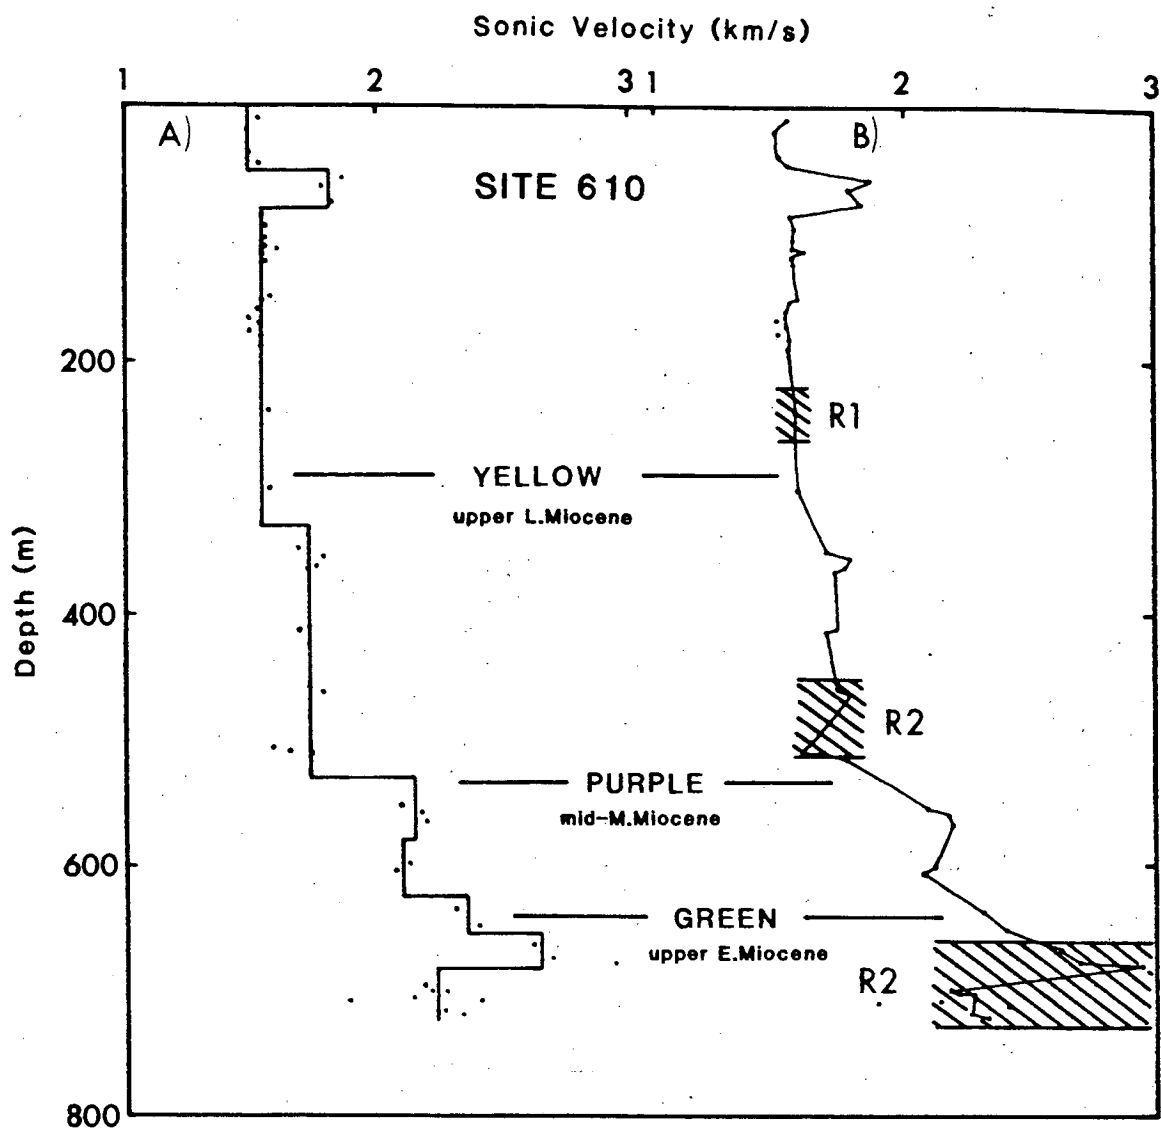 Sonic Velocity (km/s)
1 2 3 1 2 3
A) B)
SITE 610
200
R1
YELLOW
upper L.Miocene
Depth (m)
400
R2
PURPLE
mid-M.Miocene
600
GREEN
upper E.Miocene
R2
800